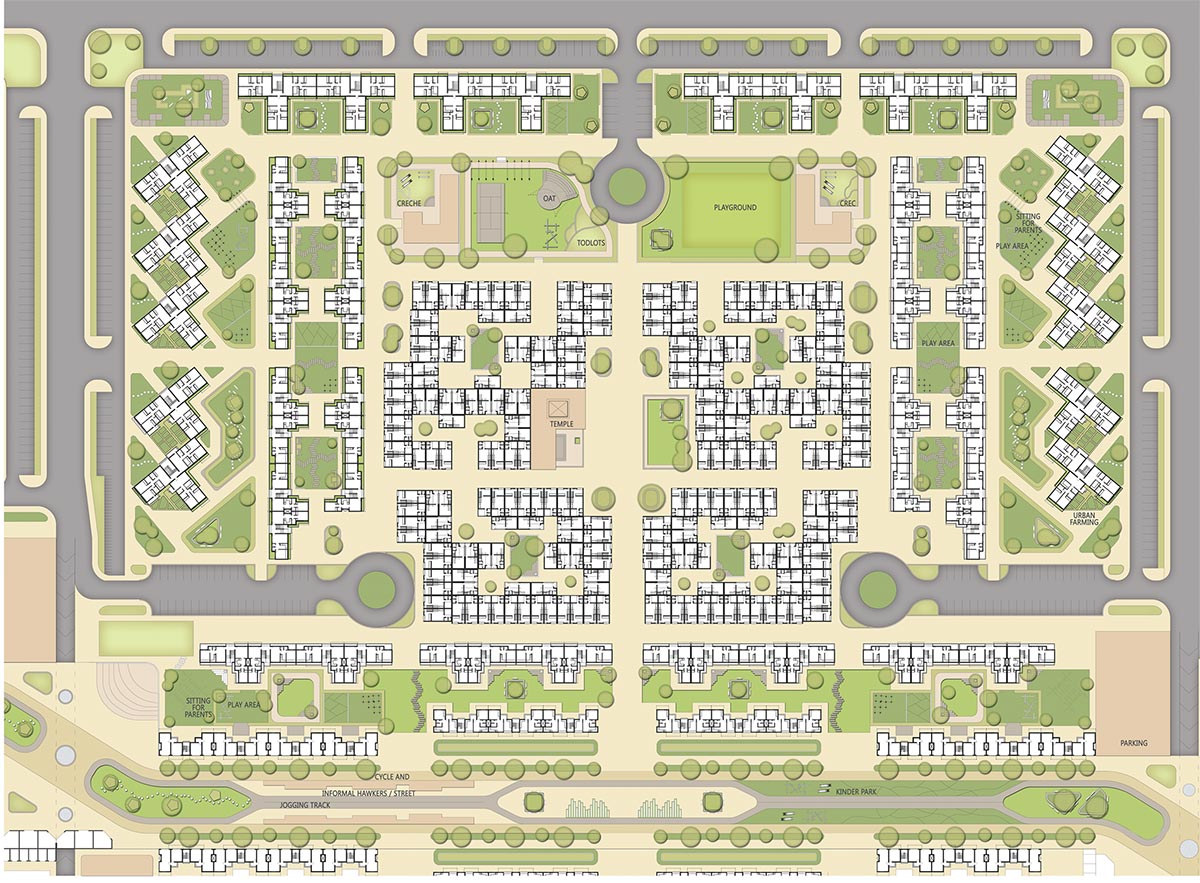 CRECHE
OAT
TODLOTS
PLAYGROUND
CREC
SITTING
FOR
PARENTS
PLAY AREA
PLAY AREA
TEMPLE
URBAN
FARMING
SITTING
FOR
PARENTS
PLAY AREA
PARKING
CYCLE AND
INFORMAL HAWKERS / STREET
JOGGING TRACK
KINDER PARK